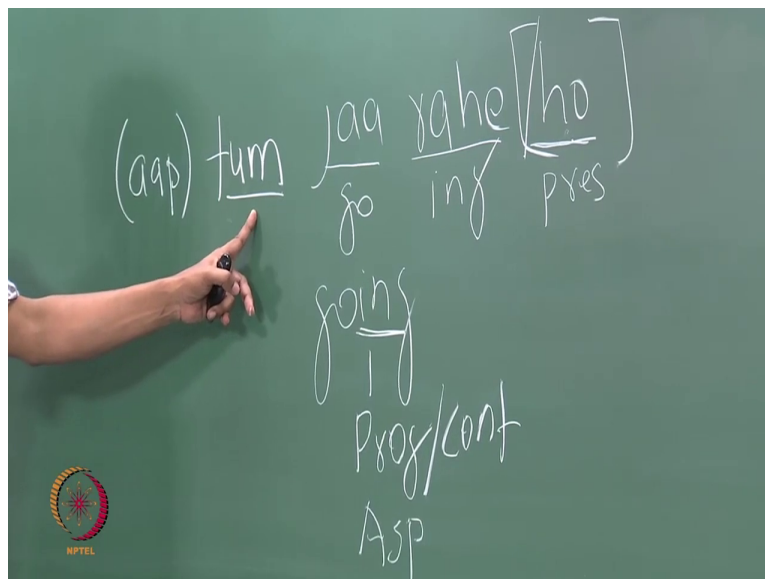 (aap) tum jaa rahe [ho]
go ing pres
going
Prog/cont
Asp
NPTEL